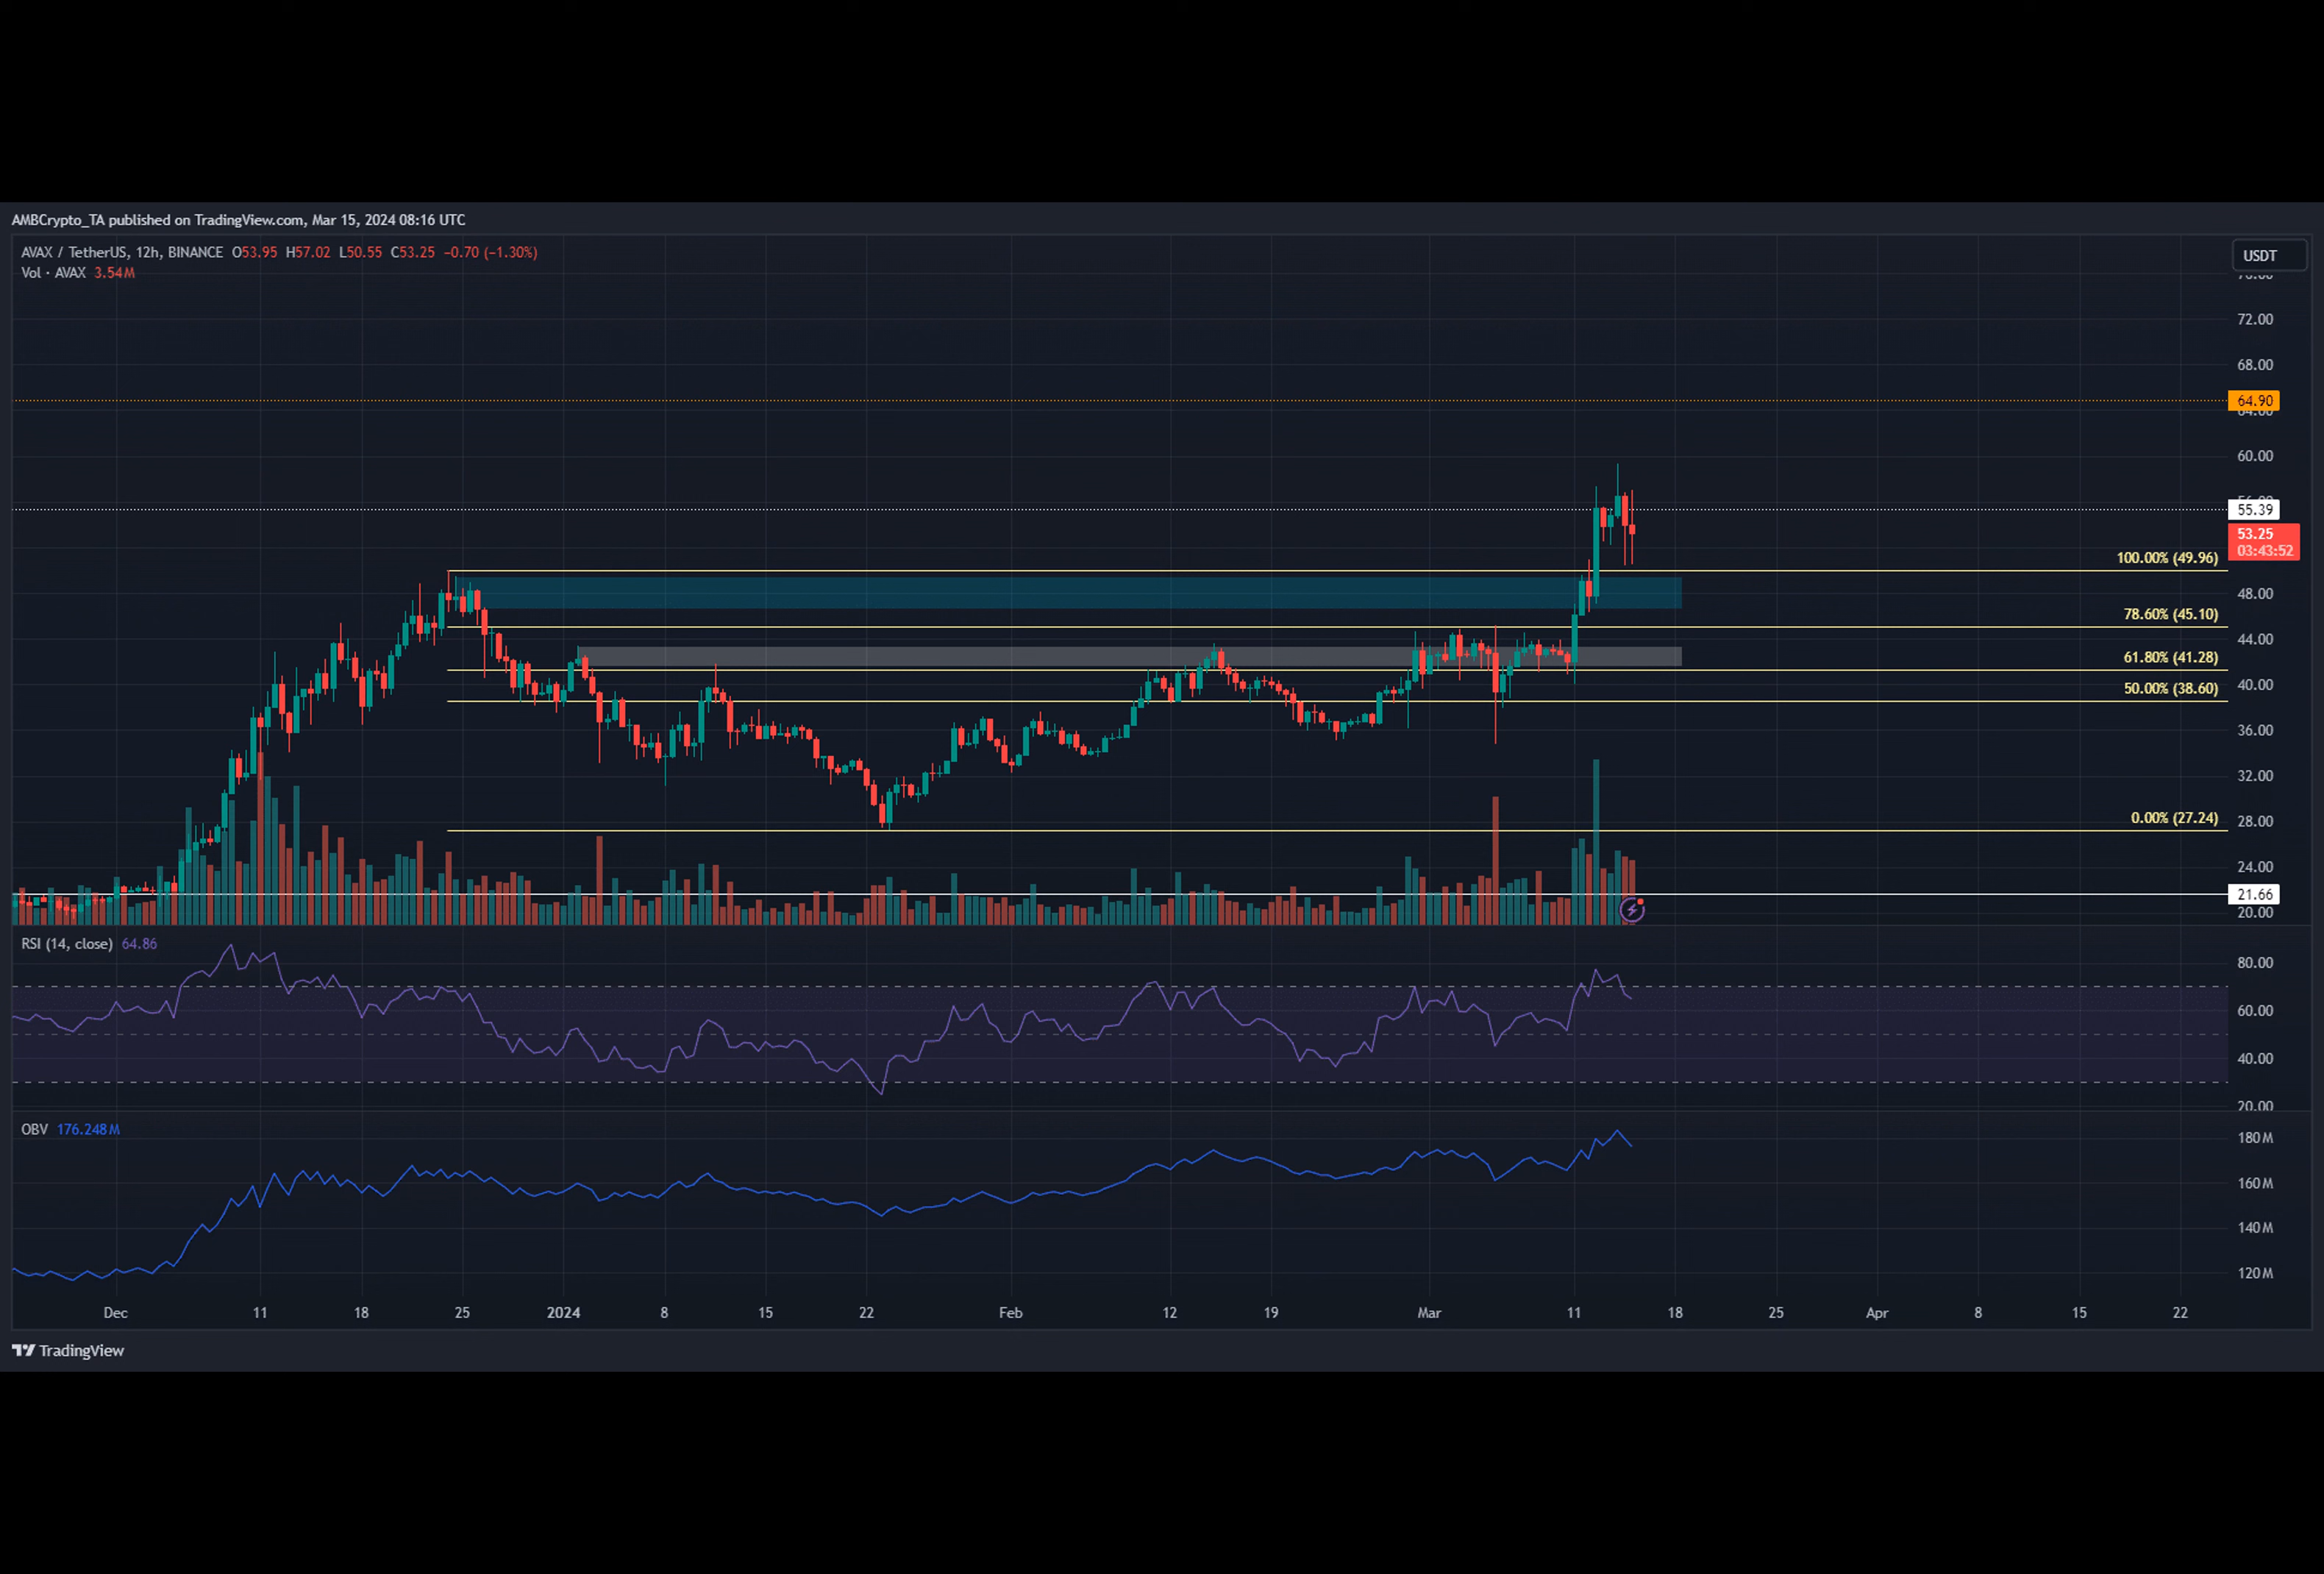 AMBCrypto_TA published on TradingView.com, Mar 15, 2024 08:16 UTC
AVAX / TetherUS, 12h, BINANCE O53.95 H57.02 L50.55 C53.25 −0.70 (−1.30%)
Vol · AVAX 3.54M
USDT
72.00
68.00
64.90
60.00
55.39
53.25
03:43:52
100.00% (49.96)
48.00
78.60% (45.10)
44.00
61.80% (41.28)
40.00
50.00% (38.60)
36.00
32.00
0.00% (27.24)
28.00
24.00
21.66
20.00
RSI (14, close) 64.86
80.00
60.00
40.00
20.00
OBV 176.248M
180M
160M
140M
120M
Dec 11 18 25 2024 8 15 22 Feb 12 19 Mar 11 18 25 Apr 8 15 22
TradingView